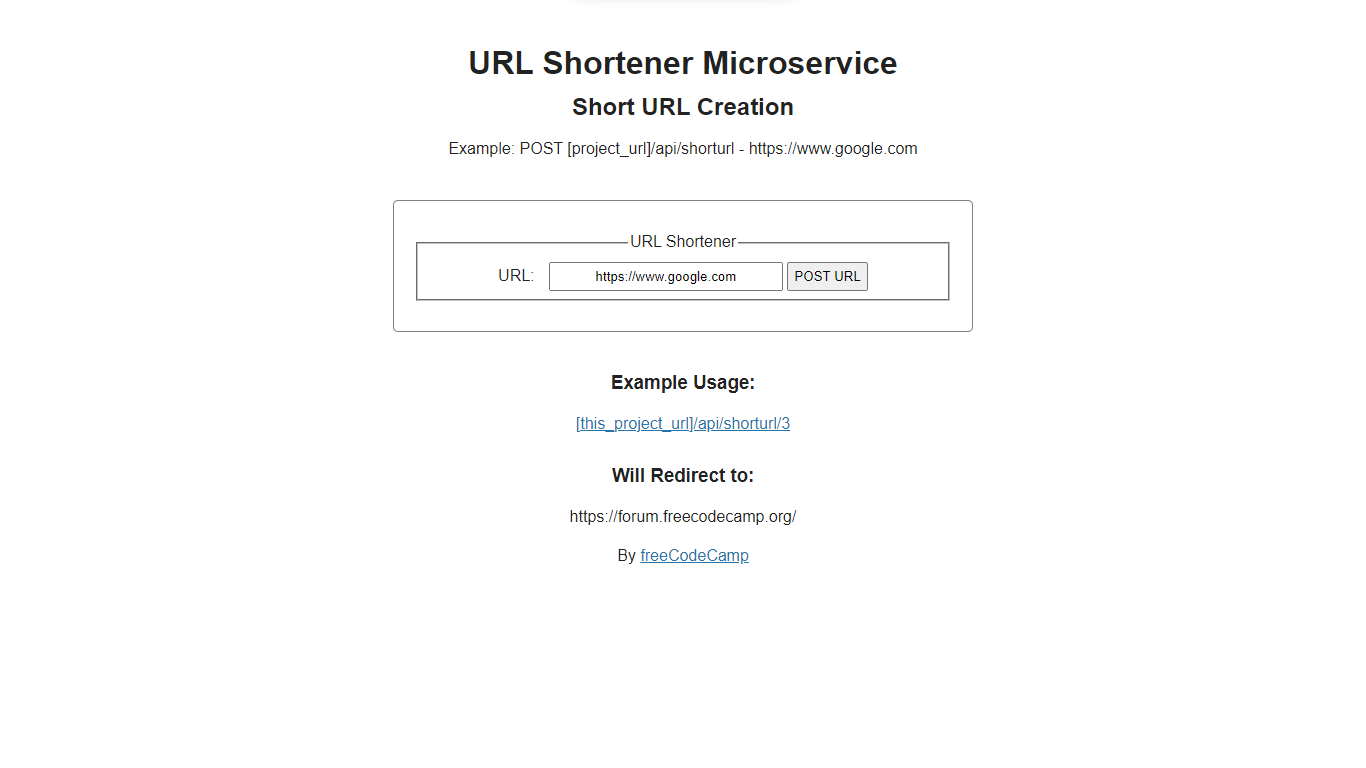 URL Shortener Microservice
Short URL Creation
Example: POST [project_url]/api/shorturl - https://www.google.com
URL Shortener
URL: https://www.google.com POST URL
Example Usage:
[this_project_url]/api/shorturl/3
Will Redirect to:
https://forum.freecodecamp.org/
By freeCodeCamp